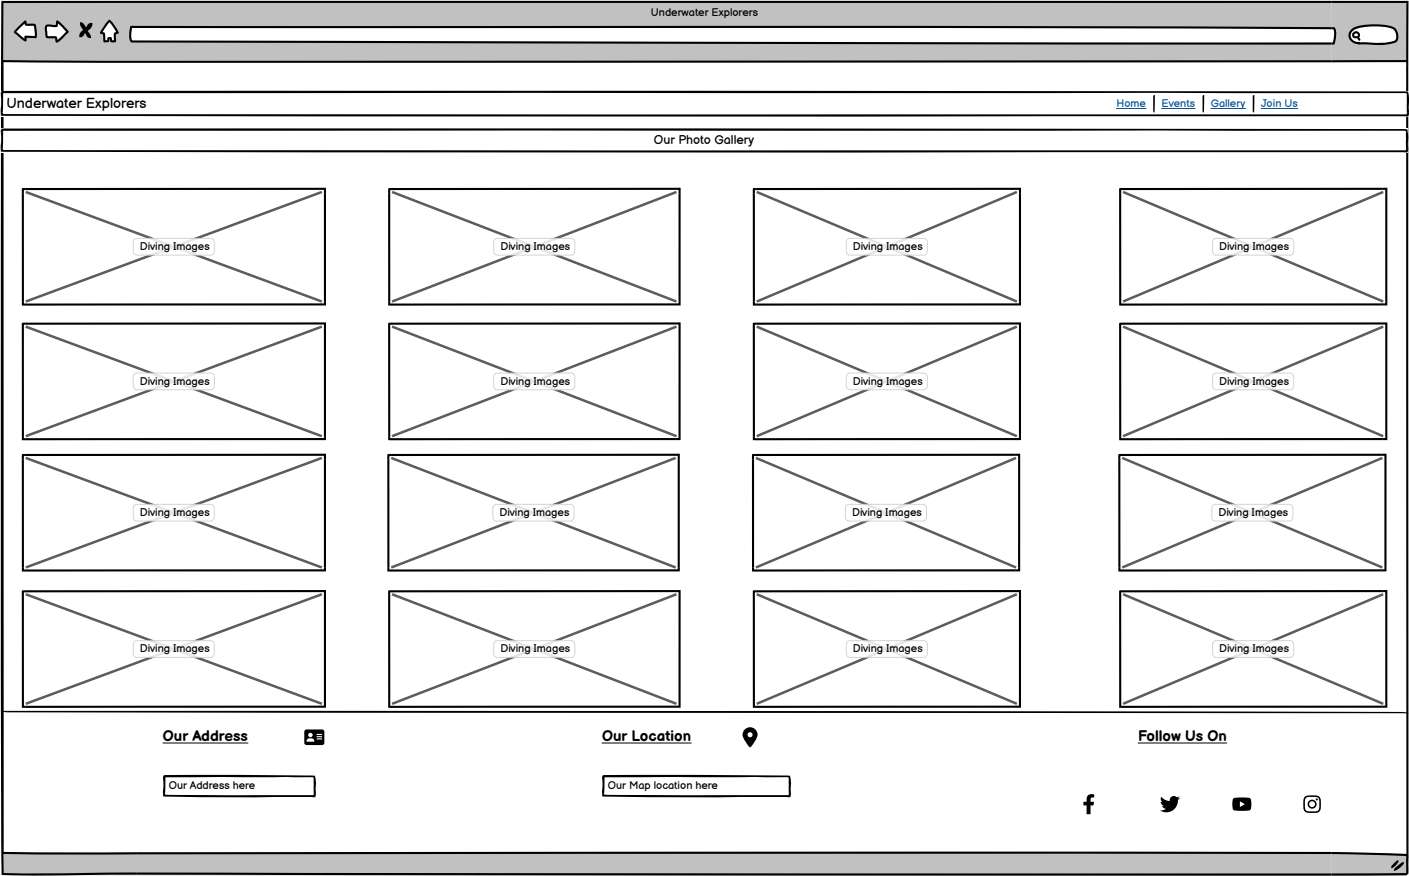 Underwater Explorers
Underwater Explorers
Home Events Gallery Join Us
Our Photo Gallery
Diving Images Diving Images Diving Images Diving Images
Diving Images Diving Images Diving Images Diving Images
Diving Images Diving Images Diving Images Diving Images
Diving Images Diving Images Diving Images Diving Images
Our Address Our Location Follow Us On
Our Address here Our Map location here